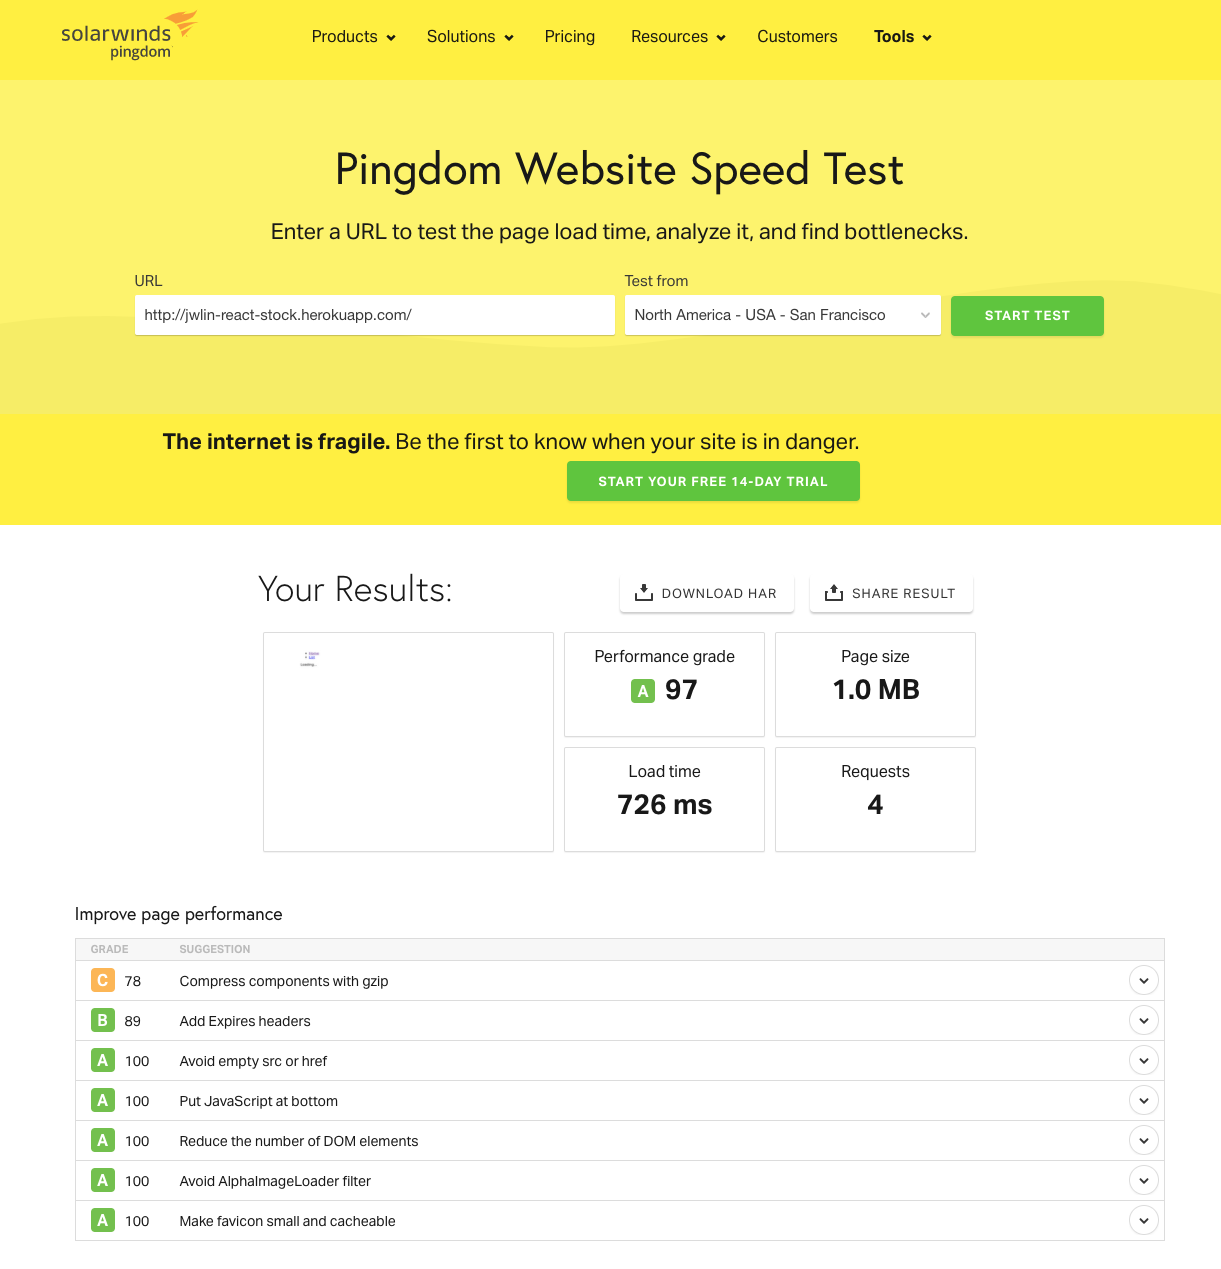 solarwinds
pingdom
Products
Solutions
Pricing
Resources
Customers
Tools
Pingdom Website Speed Test
Enter a URL to test the page load time, analyze it, and find bottlenecks.
URL
Test from
http://jwlin-react-stock.herokuapp.com/
North America - USA - San Francisco
START TEST
The internet is fragile. Be the first to know when your site is in danger.
START YOUR FREE 14-DAY TRIAL
Your Results:
DOWNLOAD HAR
SHARE RESULT
Performance grade
A 97
Page size
1.0 MB
Load time
726 ms
Requests
4
Improve page performance
GRADE SUGGESTION
C 78 Compress components with gzip
B 89 Add Expires headers
A 100 Avoid empty src or href
A 100 Put JavaScript at bottom
A 100 Reduce the number of DOM elements
A 100 Avoid AlphaImageLoader filter
A 100 Make favicon small and cacheable